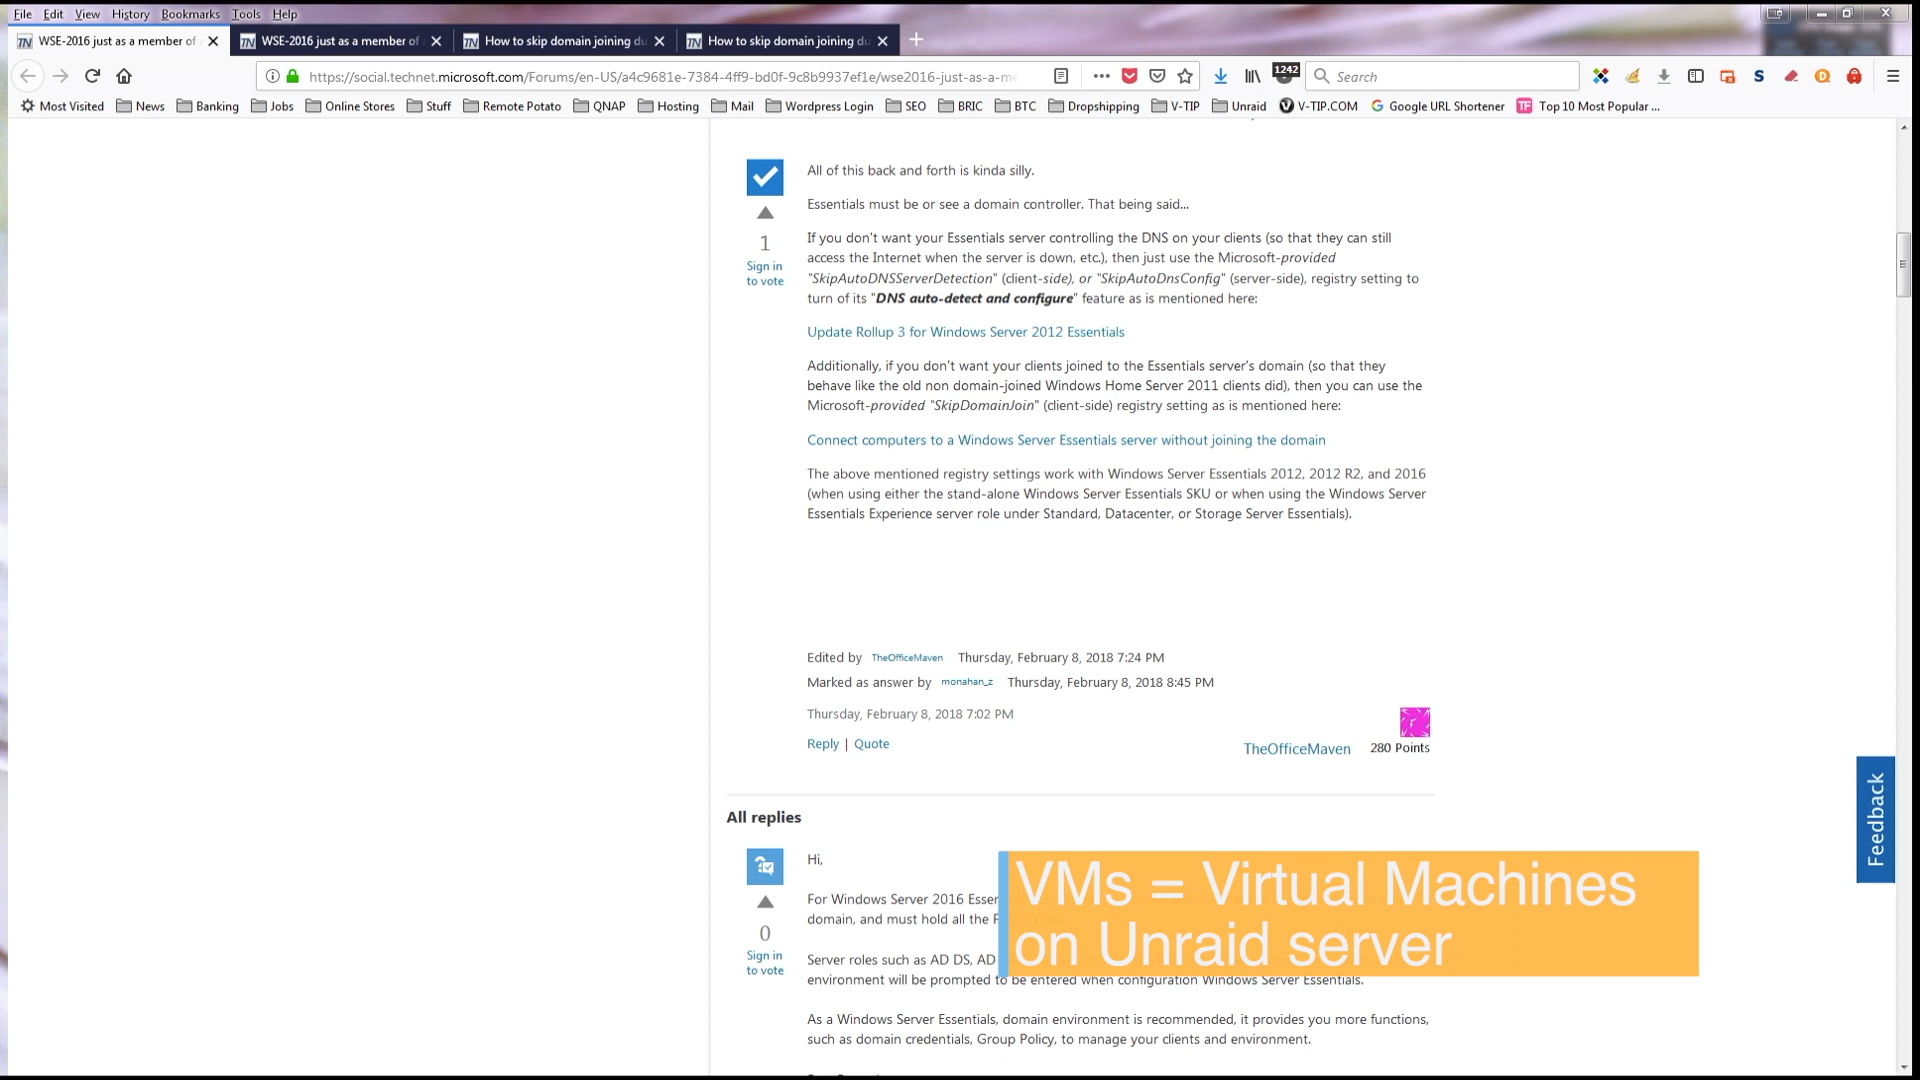 File Edit View History Bookmarks Tools Help
WSE-2016 just as a member of
WSE-2016 just as a member of
How to skip domain joining du
How to skip domain joining du
https://social.technet.microsoft.com/Forums/en-US/a4c9681e-7384-4ff9-bd0f-9c8b9937ef1e/wse2016-just-as-a-me
1242
Search
Most Visited News Banking Jobs Online Stores Stuff Remote Potato QNAP Hosting Mail Wordpress Login SEO BRIC BTC Dropshipping V-TIP Unraid V-TIP.COM Google URL Shortener TF Top 10 Most Popular ...
All of this back and forth is kinda silly.
Essentials must be or see a domain controller. That being said...
1
Sign in
to vote
If you don't want your Essentials server controlling the DNS on your clients (so that they can still
access the Internet when the server is down, etc.), then just use the Microsoft-provided
"SkipAutoDNSServerDetection" (client-side), or "SkipAutoDnsConfig" (server-side), registry setting to
turn of its "DNS auto-detect and configure" feature as is mentioned here:
Update Rollup 3 for Windows Server 2012 Essentials
Additionally, if you don't want your clients joined to the Essentials server's domain (so that they
behave like the old non domain-joined Windows Home Server 2011 clients did), then you can use the
Microsoft-provided "SkipDomainJoin" (client-side) registry setting as is mentioned here:
Connect computers to a Windows Server Essentials server without joining the domain
The above mentioned registry settings work with Windows Server Essentials 2012, 2012 R2, and 2016
(when using either the stand-alone Windows Server Essentials SKU or when using the Windows Server
Essentials Experience server role under Standard, Datacenter, or Storage Server Essentials).
Edited by TheOfficeMaven Thursday, February 8, 2018 7:24 PM
Marked as answer by monahan_z Thursday, February 8, 2018 8:45 PM
Thursday, February 8, 2018 7:02 PM
Reply | Quote
TheOfficeMaven 280 Points
Feedback
All replies
0
Sign in
to vote
Hi,
For Windows Server 2016 Essen
domain, and must hold all the
Server roles such as AD DS, AD
environment will be prompted to be entered when configuration Windows Server Essentials.
As a Windows Server Essentials, domain environment is recommended, it provides you more functions,
such as domain credentials, Group Policy, to manage your clients and environment.
VMs = Virtual Machines
on Unraid server